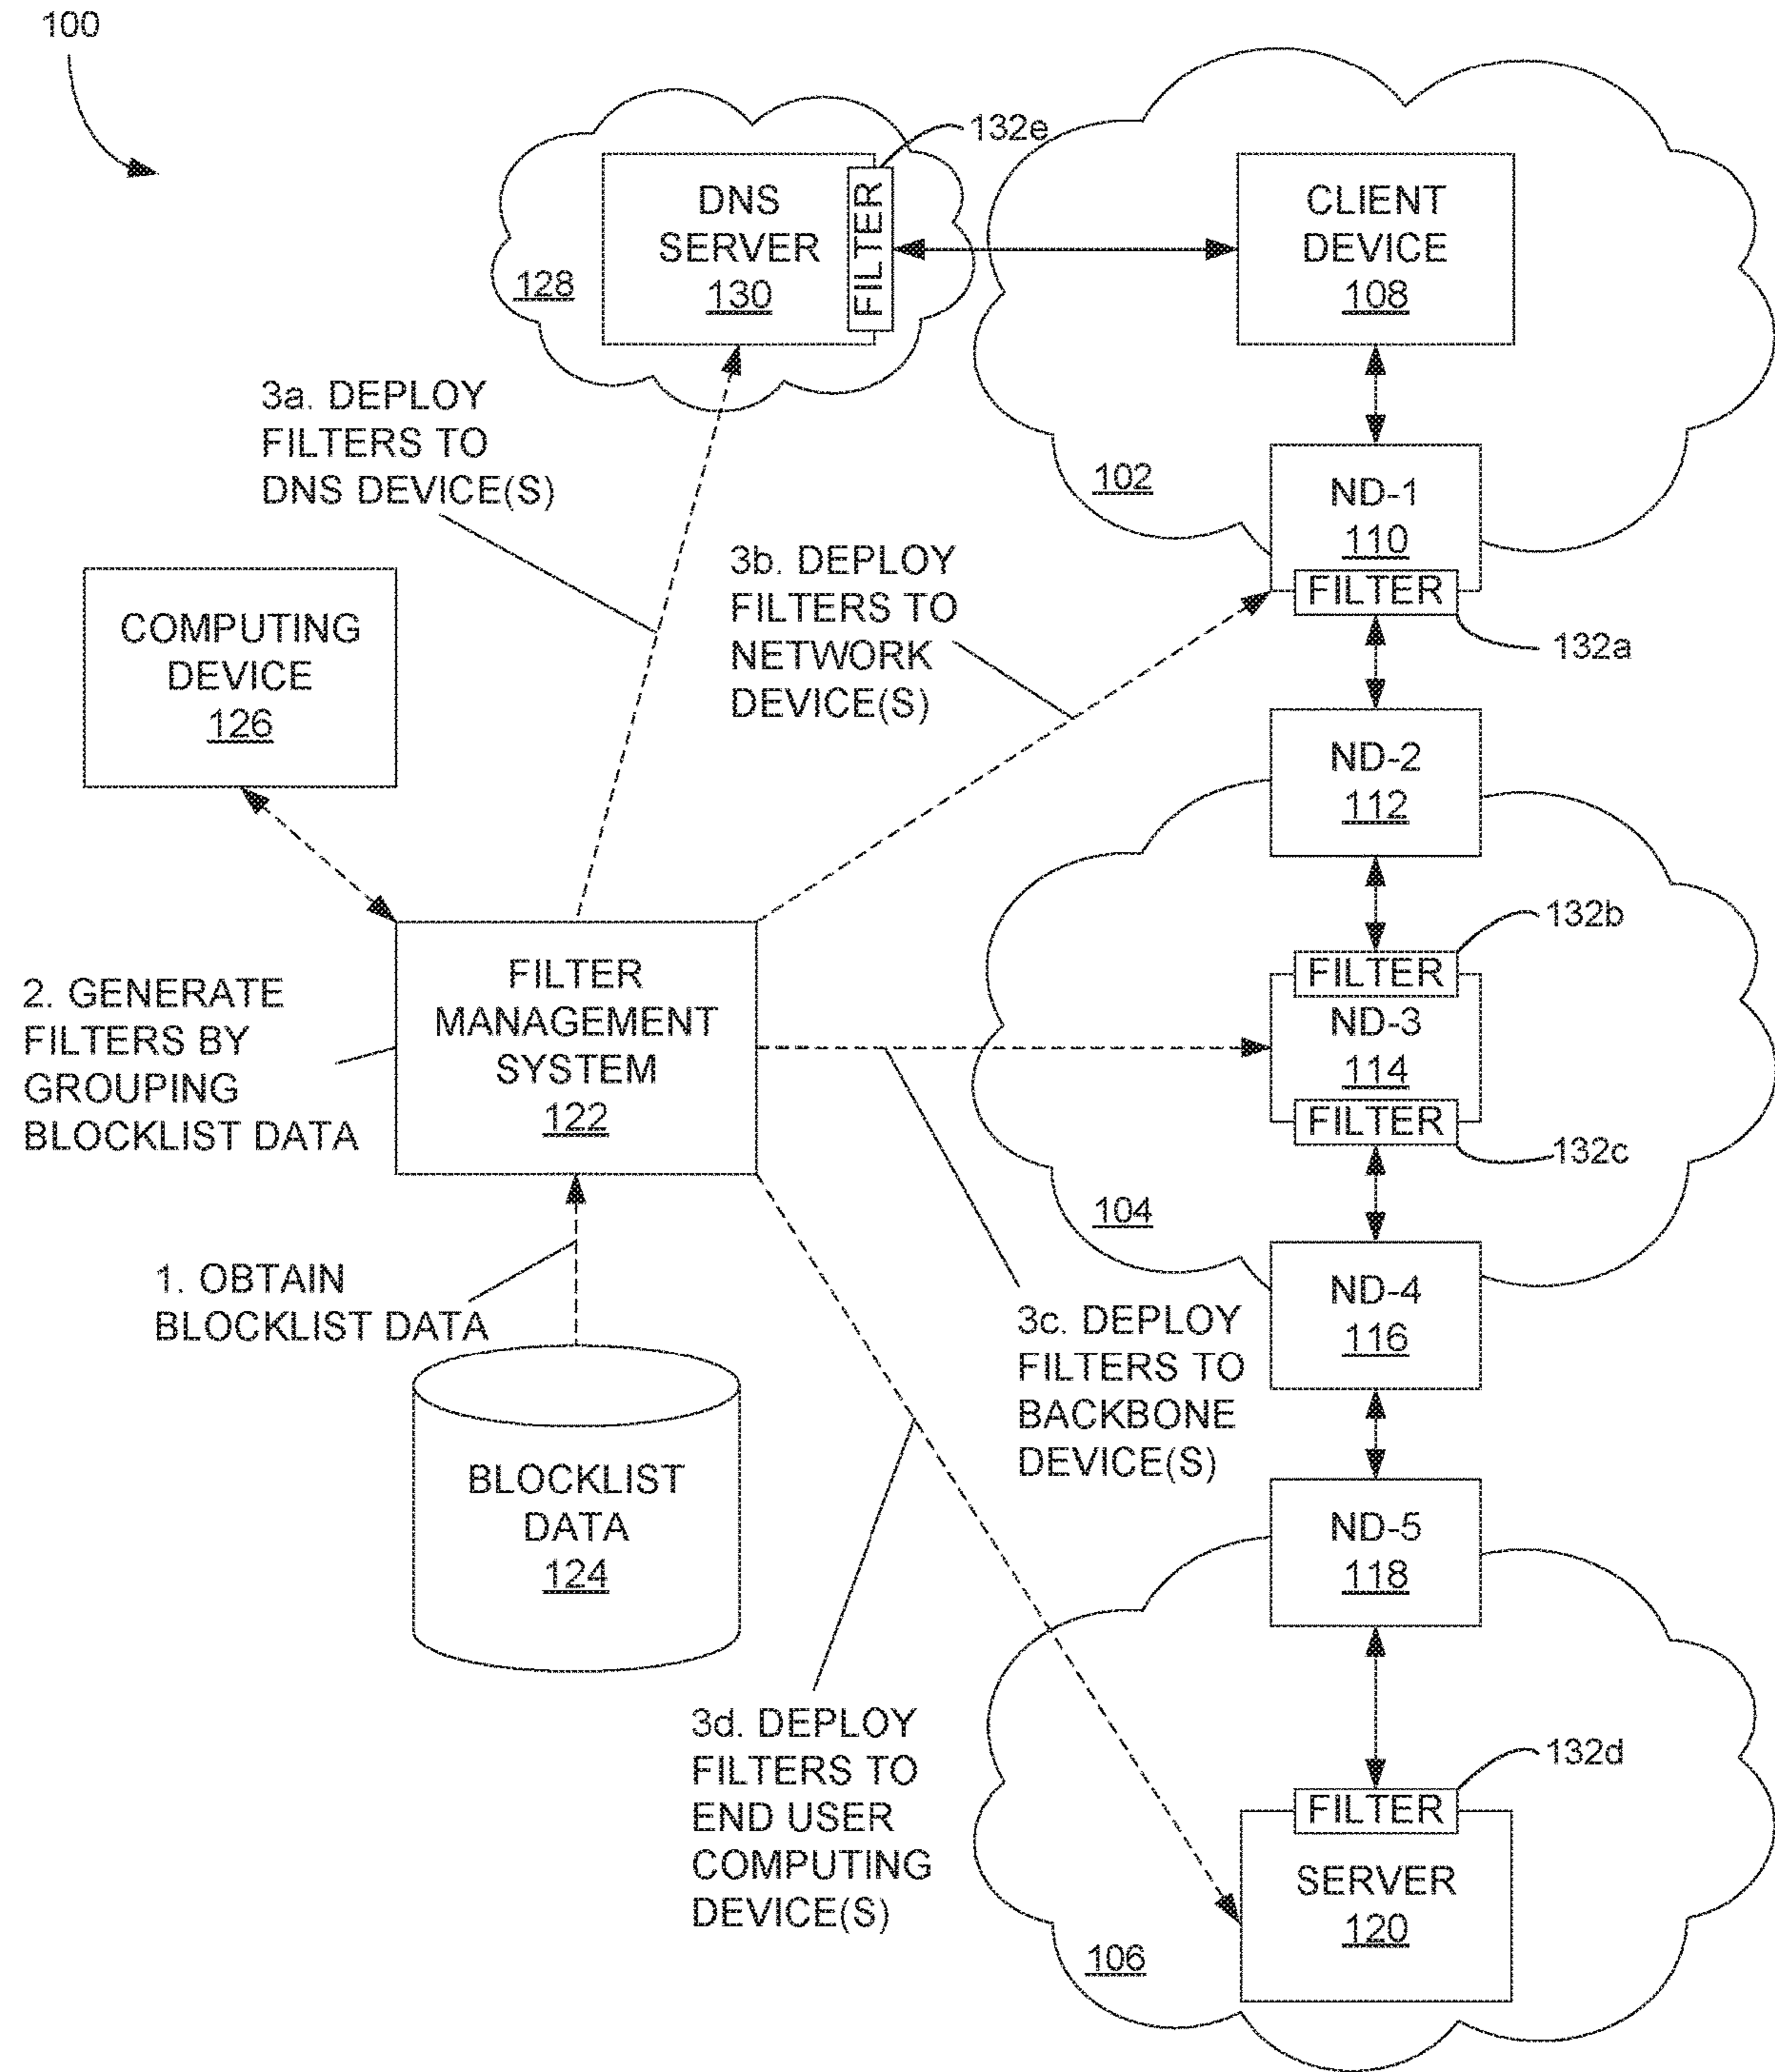 100
132e
DNS
SERVER
130
FILTER
128
CLIENT
DEVICE
108
3a. DEPLOY
FILTERS TO
DNS DEVICE(S)
102
ND-1
110
FILTER
132a
3b. DEPLOY
FILTERS TO
NETWORK
DEVICE(S)
COMPUTING
DEVICE
126
ND-2
112
132b
FILTER
ND-3
114
FILTER
132c
104
FILTER
MANAGEMENT
SYSTEM
122
2. GENERATE
FILTERS BY
GROUPING
BLOCKLIST DATA
1. OBTAIN
BLOCKLIST DATA
ND-4
116
3c. DEPLOY
FILTERS TO
BACKBONE
DEVICE(S)
BLOCKLIST
DATA
124
ND-5
118
3d. DEPLOY
FILTERS TO
END USER
COMPUTING
DEVICE(S)
132d
FILTER
SERVER
120
106